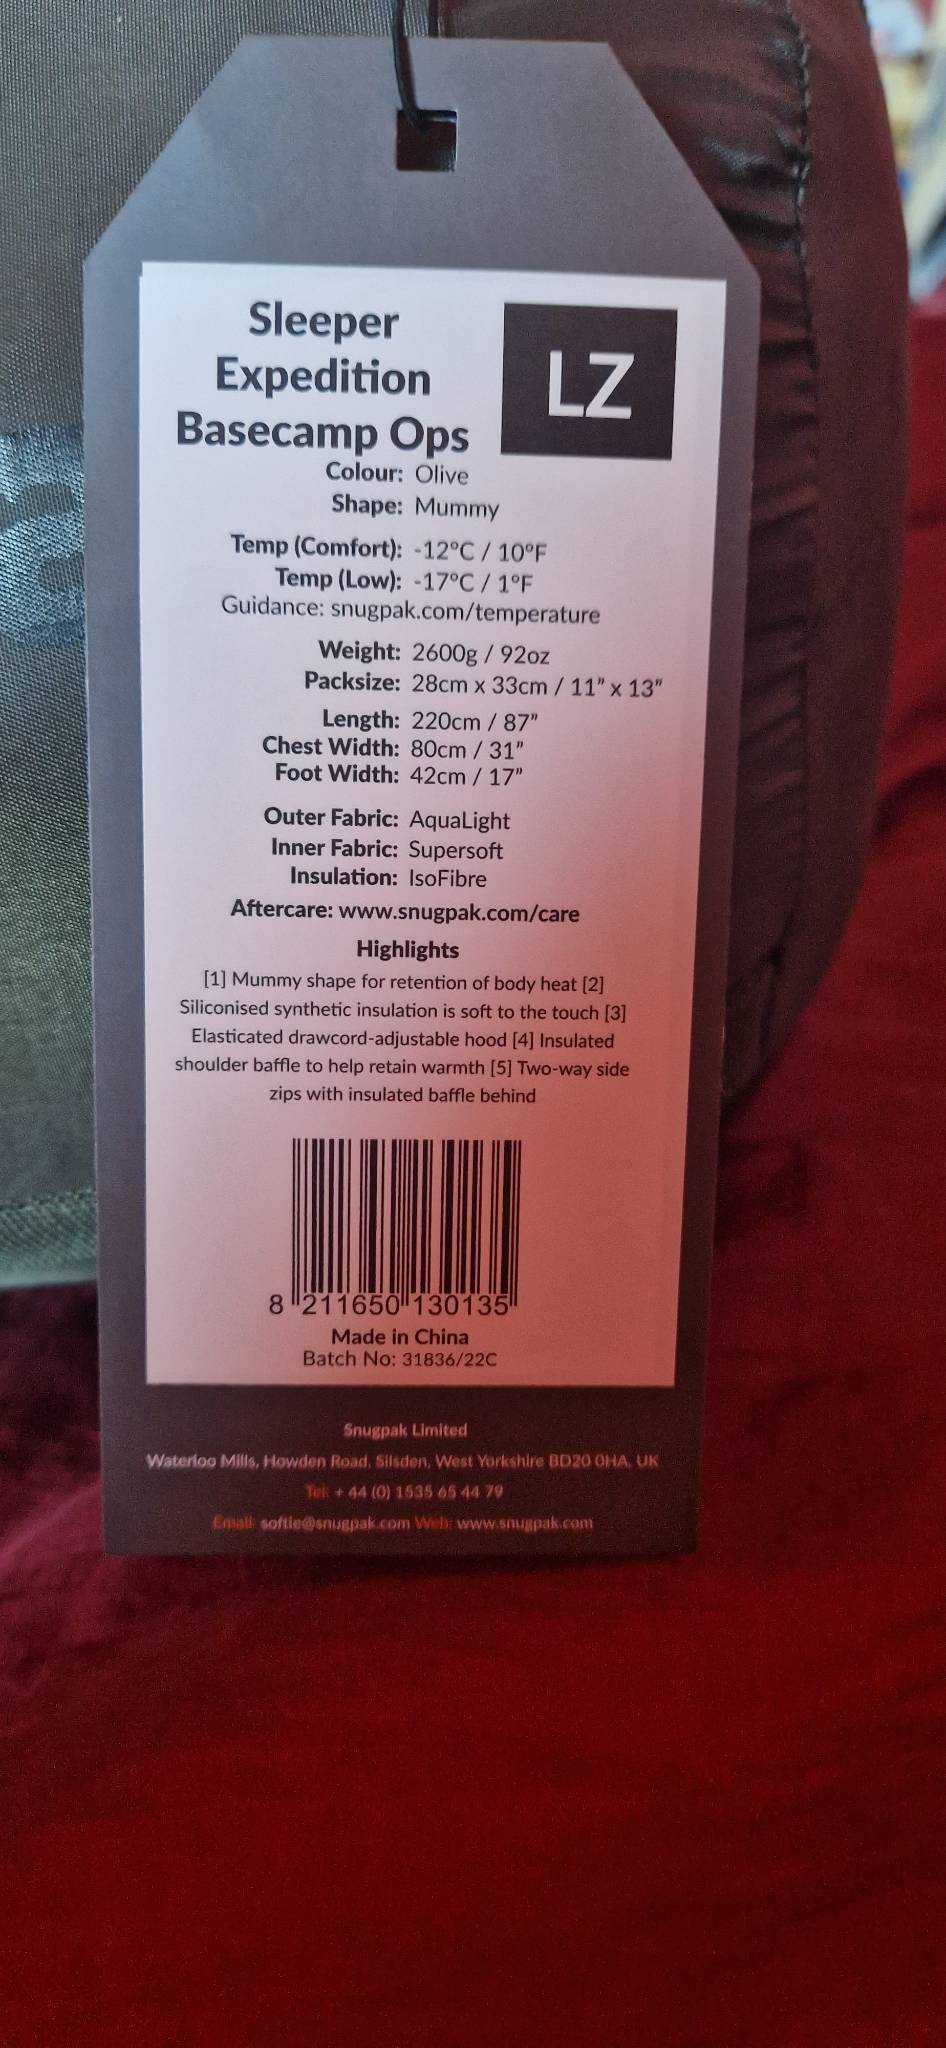 Sleeper
Expedition
Basecamp Ops
LZ
Colour: Olive
Shape: Mummy
Temp (Comfort): -12°C / 10°F
Temp (Low): -17°C / 1°F
Guidance: snugpak.com/temperature
Weight: 2600g / 92oz
Packsize: 28cm x 33cm / 11” x 13”
Length: 220cm / 87”
Chest Width: 80cm / 31”
Foot Width: 42cm / 17”
Outer Fabric: AquaLight
Inner Fabric: Supersoft
Insulation: IsoFibre
Aftercare: www.snugpak.com/care
Highlights
[1] Mummy shape for retention of body heat [2]
Siliconised synthetic insulation is soft to the touch [3]
Elasticated drawcord-adjustable hood [4] Insulated
shoulder baffle to help retain warmth [5] Two-way side
zips with insulated baffle behind
8 211650 130135
Made in China
Batch No: 31836/22C
Snugpak Limited
Waterloo Mills, Howden Road, Silsden, West Yorkshire BD20 0HA, UK
Tel: + 44 (0) 1535 65 44 79
Email: softie@snugpak.com Web: www.snugpak.com